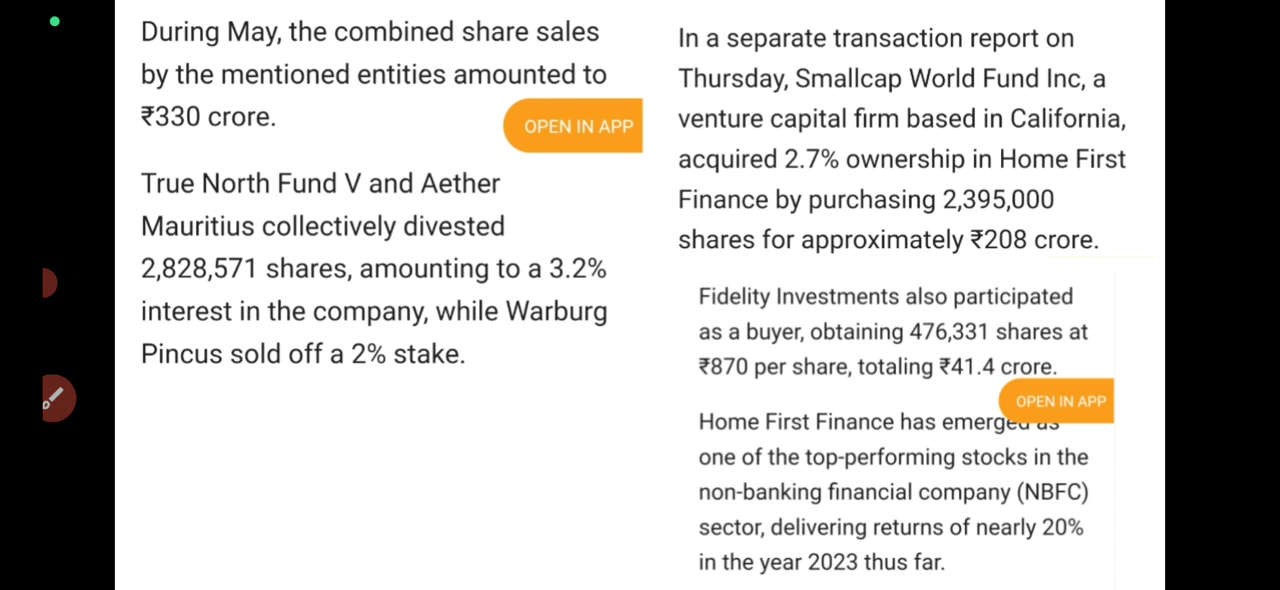 During May, the combined share sales
by the mentioned entities amounted to
₹330 crore.
OPEN IN APP
True North Fund V and Aether
Mauritius collectively divested
2,828,571 shares, amounting to a 3.2%
interest in the company, while Warburg
Pincus sold off a 2% stake.
In a separate transaction report on
Thursday, Smallcap World Fund Inc, a
venture capital firm based in California,
acquired 2.7% ownership in Home First
Finance by purchasing 2,395,000
shares for approximately ₹208 crore.
Fidelity Investments also participated
as a buyer, obtaining 476,331 shares at
₹870 per share, totaling ₹41.4 crore.
OPEN IN APP
Home First Finance has emerged as
one of the top-performing stocks in the
non-banking financial company (NBFC)
sector, delivering returns of nearly 20%
in the year 2023 thus far.